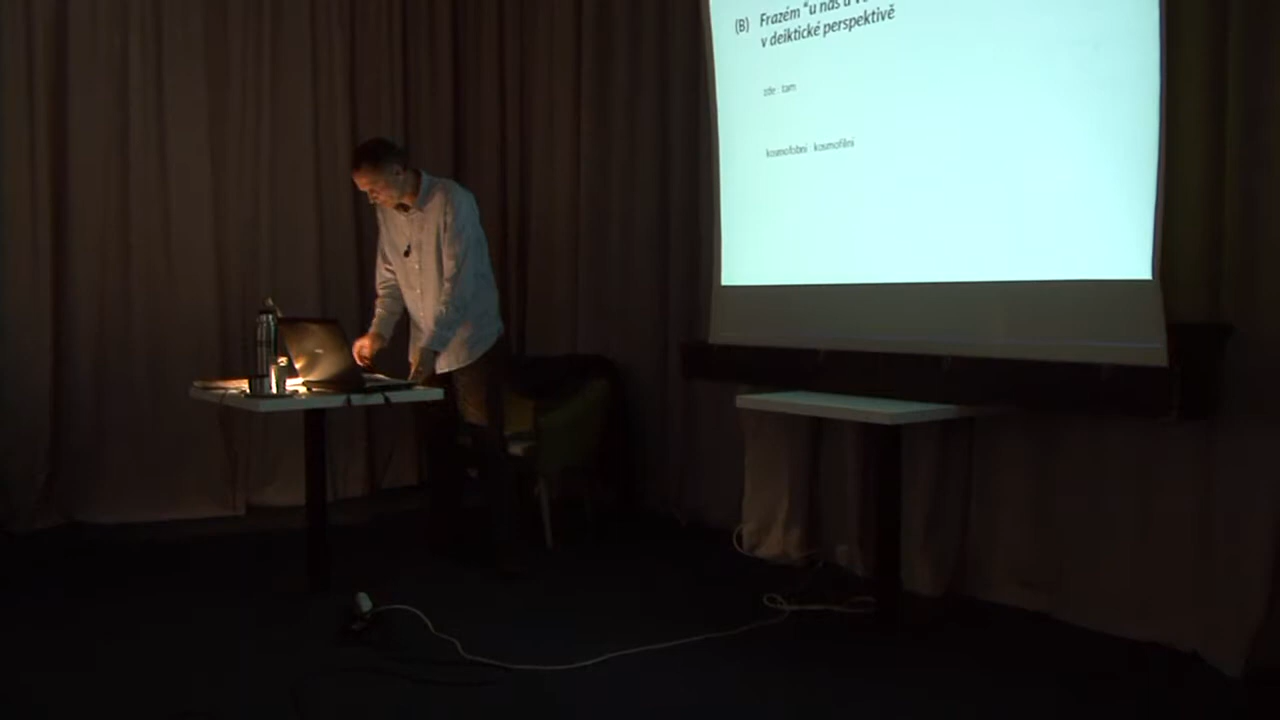 (B) Frazém "u nás u
v deiktické perspektivě
zde tam
kosmofobní kosmofilní